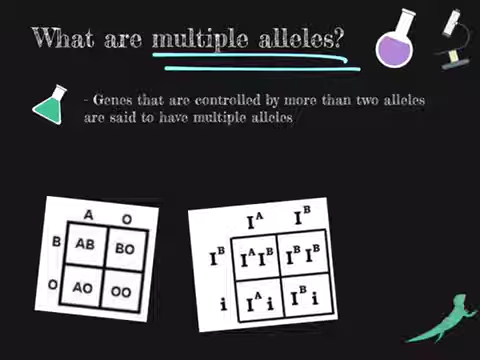 What are multiple alleles?
- Genes that are controlled by more than two alleles
are said to have multiple alleles
A O
B AB BO
O AO OO
Iᴬ Iᴮ
Iᴮ IᴬIᴮ IᴮIᴮ
i Iᴬi Iᴮi